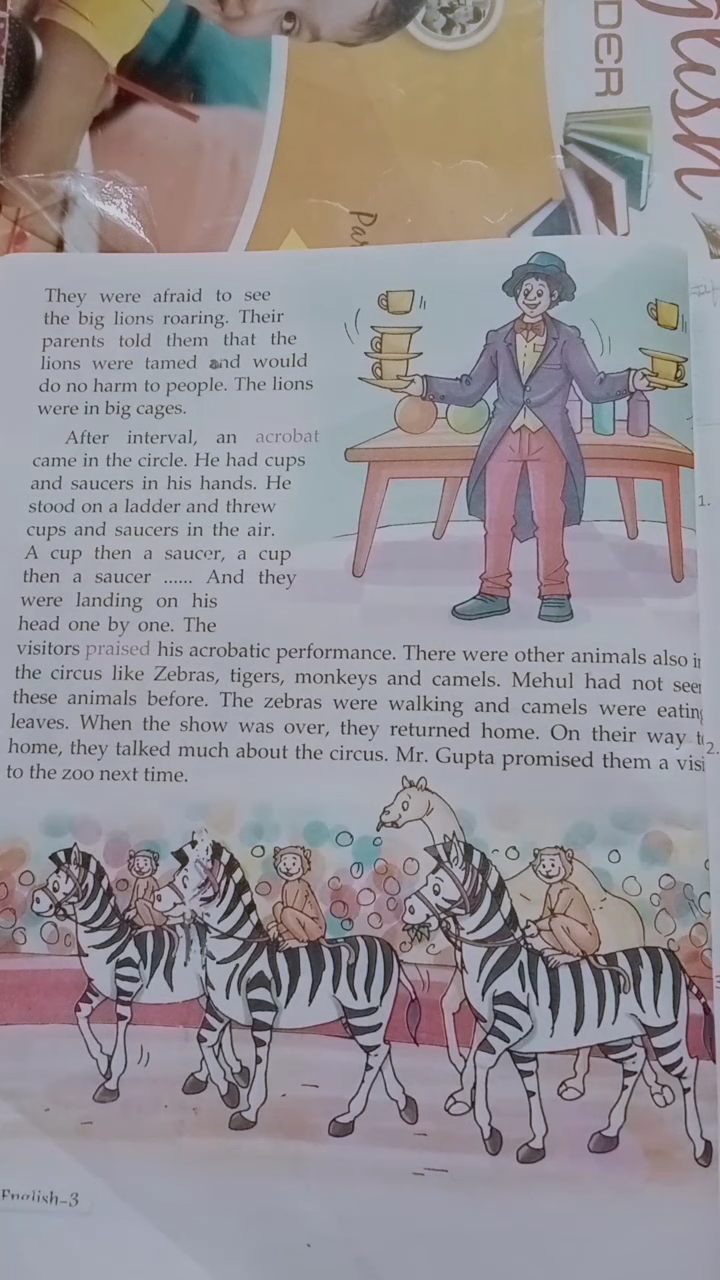 DER
glish
Par
They were afraid to see
the big lions roaring. Their
parents told them that the
lions were tamed and would
do no harm to people. The lions
were in big cages.
After interval, an acrobat
came in the circle. He had cups
and saucers in his hands. He
stood on a ladder and threw
cups and saucers in the air.
A cup then a saucer, a cup
then a saucer ...... And they
were landing on his
head one by one. The
visitors praised his acrobatic performance. There were other animals also i
the circus like Zebras, tigers, monkeys and camels. Mehul had not see
these animals before. The zebras were walking and camels were eatin
leaves. When the show was over, they returned home. On their way t
home, they talked much about the circus. Mr. Gupta promised them a visi
to the zoo next time.
1.
2.
3
English-3